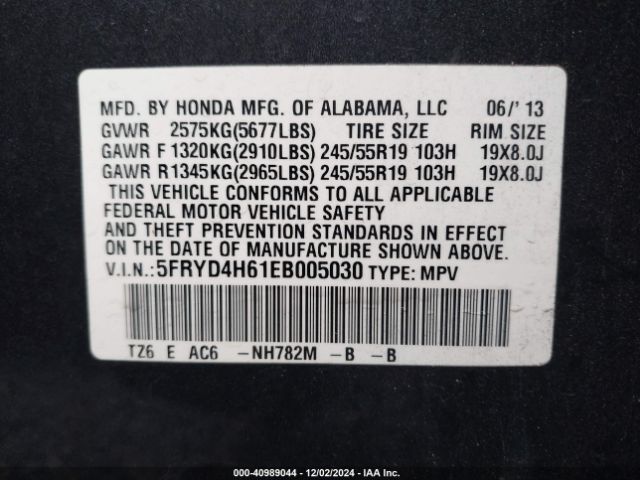 MFD. BY HONDA MFG. OF ALABAMA, LLC 06/'13
GVWR 2575KG(5677LBS) TIRE SIZE RIM SIZE
GAWR F1320KG(2910LBS) 245/55R19 103H 19X8.0J
GAWR R1345KG(2965LBS) 245/55R19 103H 19X8.0J
THIS VEHICLE CONFORMS TO ALL APPLICABLE
FEDERAL MOTOR VEHICLE SAFETY
AND THEFT PREVENTION STANDARDS IN EFFECT
ON THE DATE OF MANUFACTURE SHOWN ABOVE.
V.I.N.:5FRYD4H61EB005030 TYPE: MPV
TZ6 E AC6 -NH782M -B -B
000-40989044 - 12/02/2024 - IAA Inc.